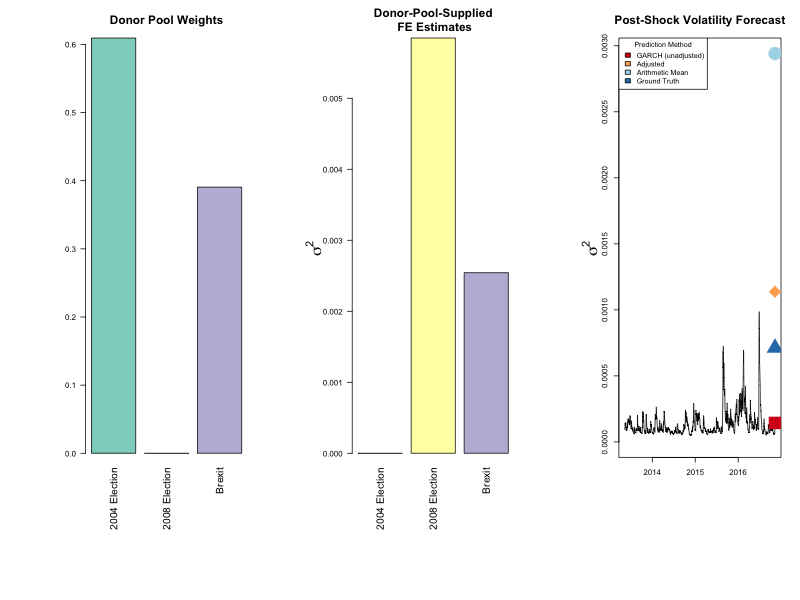 Donor Pool Weights
0.6
0.5
0.4
0.3
0.2
0.1
0.0
2004 Election
2008 Election
Brexit
Donor-Pool-Supplied
FE Estimates
σ²
0.005
0.004
0.003
0.002
0.001
0.000
2004 Election
2008 Election
Brexit
Post-Shock Volatility Forecast
σ²
0.0030
0.0025
0.0020
0.0015
0.0010
0.0005
0.0000
Prediction Method
GARCH (unadjusted)
Adjusted
Arithmetic Mean
Ground Truth
2014
2015
2016